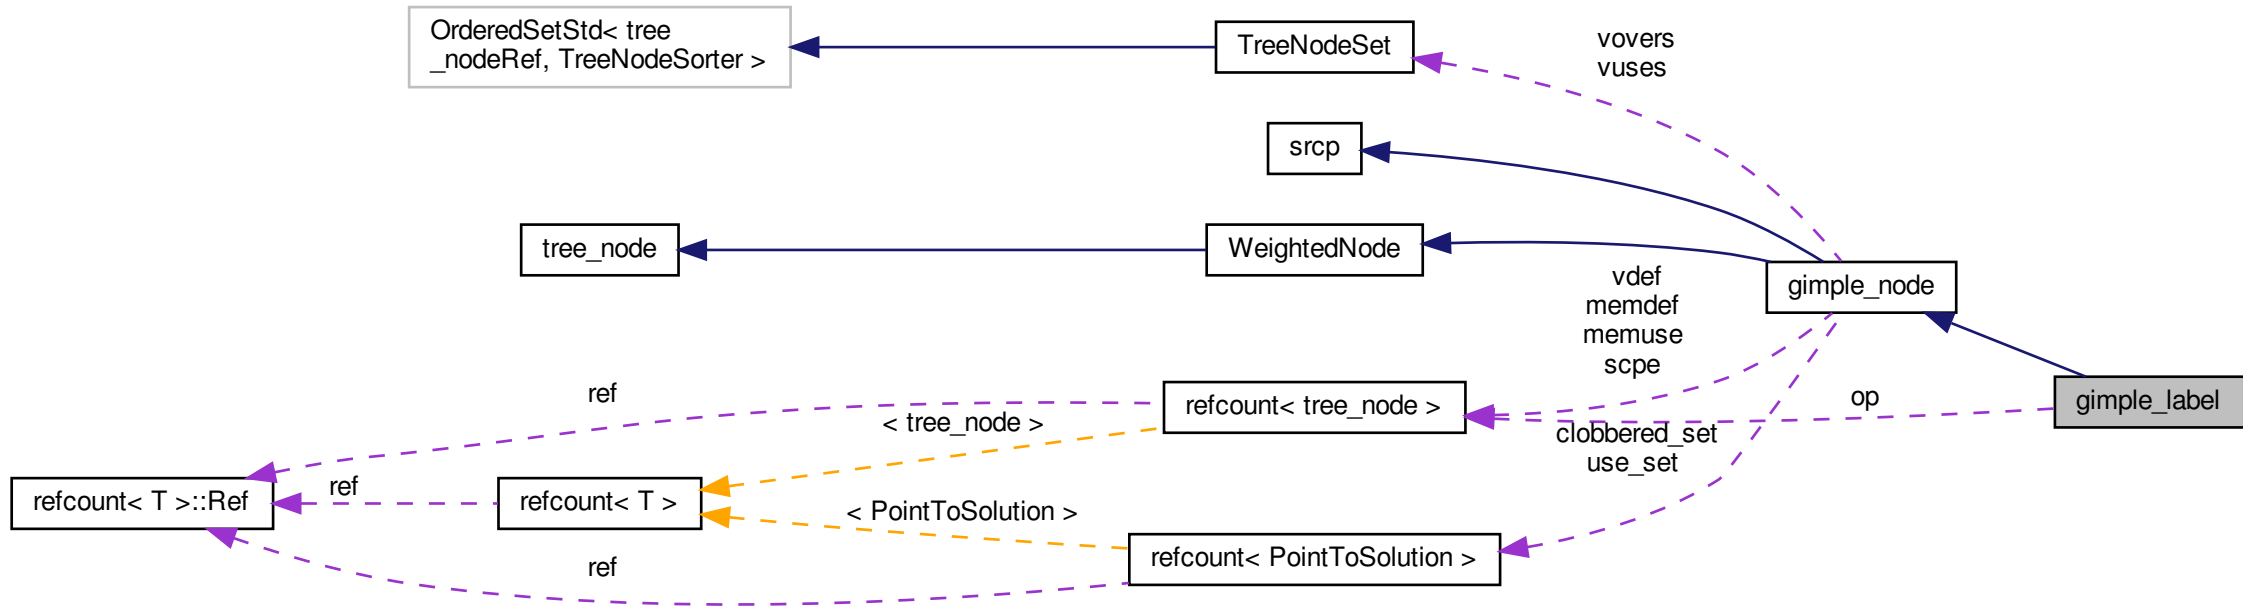 OrderedSetStd< tree
_nodeRef, TreeNodeSorter >
TreeNodeSet
vovers
vuses
srcp
tree_node
WeightedNode
gimple_node
vdef
memdef
memuse
scpe
ref
refcount< tree_node >
op
gimple_label
< tree_node >
clobbered_set
use_set
refcount< T >::Ref
ref
refcount< T >
< PointToSolution >
refcount< PointToSolution >
ref